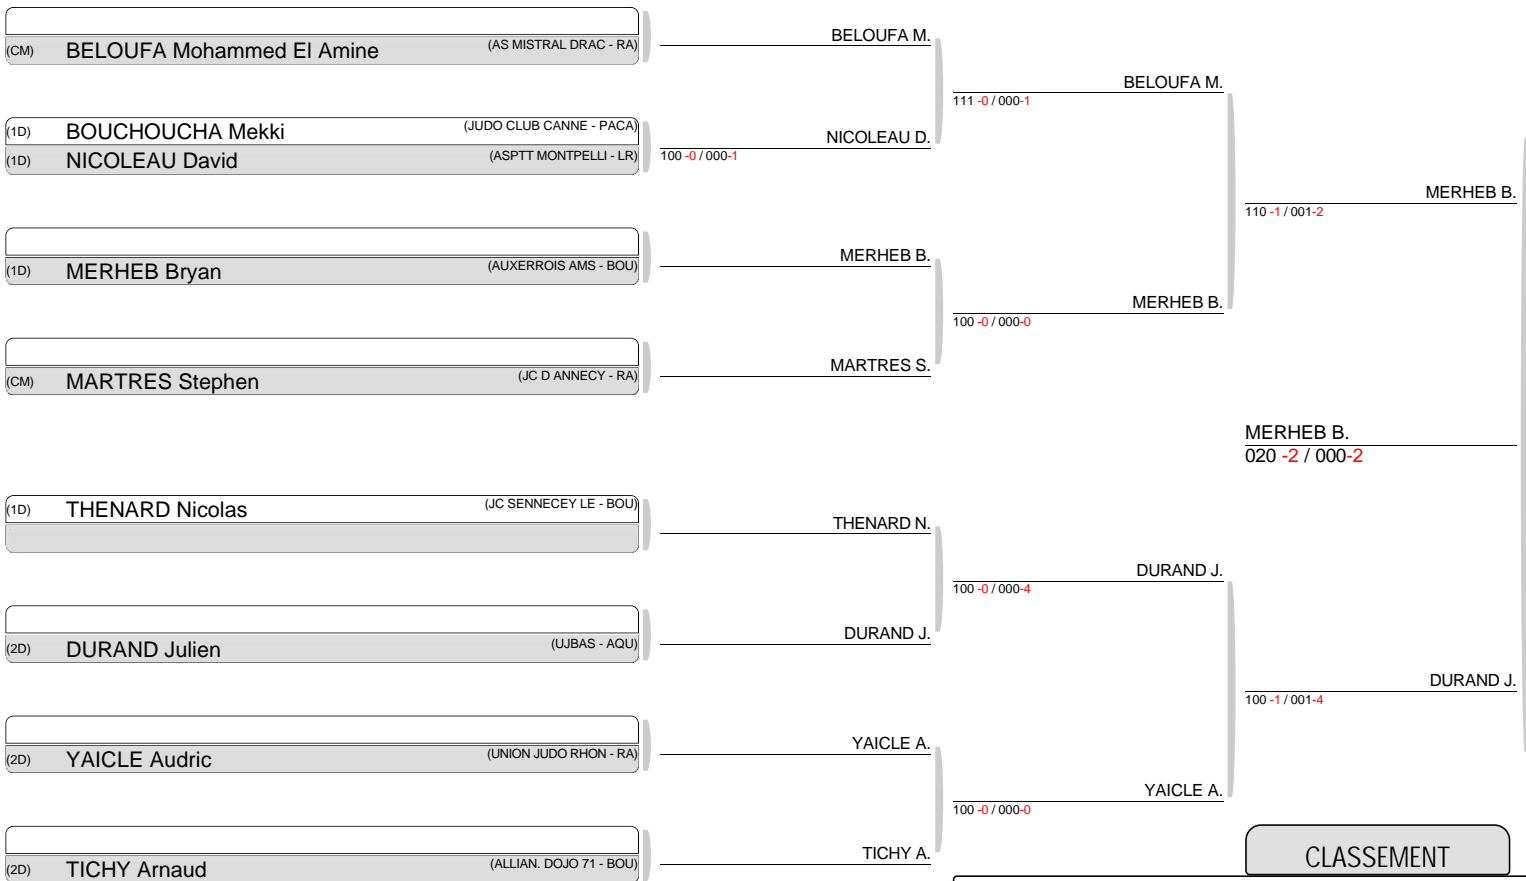 (CM) BELOUFA Mohammed El Amine (AS MISTRAL DRAC - RA)
BELOUFA M.
BELOUFA M.
111 -0 / 000-1
(1D) BOUCHOUCHA Mekki (JUDO CLUB CANNE - PACA)
(1D) NICOLEAU David (ASPTT MONTPELLI - LR)
NICOLEAU D.
100 -0 / 000-1
MERHEB B.
110 -1 / 001-2
(1D) MERHEB Bryan (AUXERROIS AMS - BOU)
MERHEB B.
MERHEB B.
100 -0 / 000-0
(CM) MARTRES Stephen (JC D ANNECY - RA)
MARTRES S.
MERHEB B.
020 -2 / 000-2
(1D) THENARD Nicolas (JC SENNECEY LE - BOU)
THENARD N.
DURAND J.
100 -0 / 000-4
(2D) DURAND Julien (UJBAS - AQU)
DURAND J.
DURAND J.
100 -1 / 001-4
(2D) YAICLE Audric (UNION JUDO RHON - RA)
YAICLE A.
YAICLE A.
100 -0 / 000-0
(2D) TICHY Arnaud (ALLIAN. DOJO 71 - BOU)
TICHY A.
CLASSEMENT